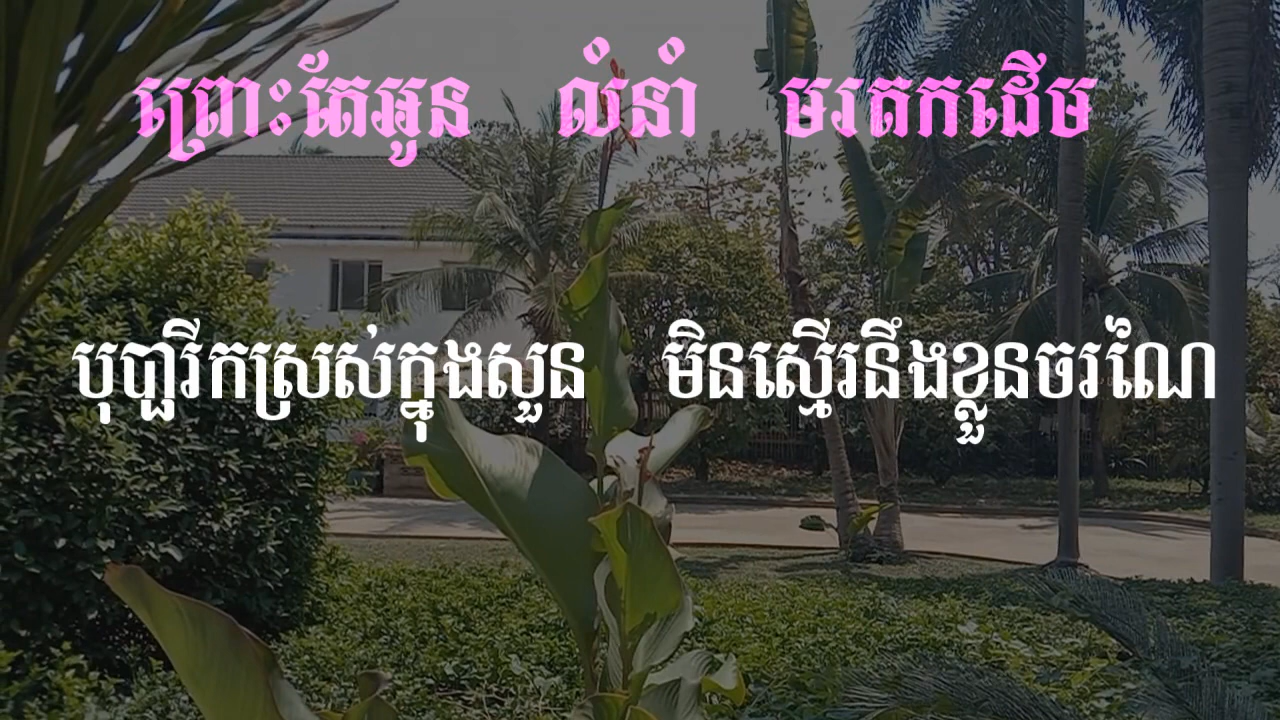 ព្រោះតែអូន លំនាំ មរតកដើម
បុប្ផារីកស្រស់ក្នុងសួន មិនស្មើរនឹងខ្លួនចរណៃ